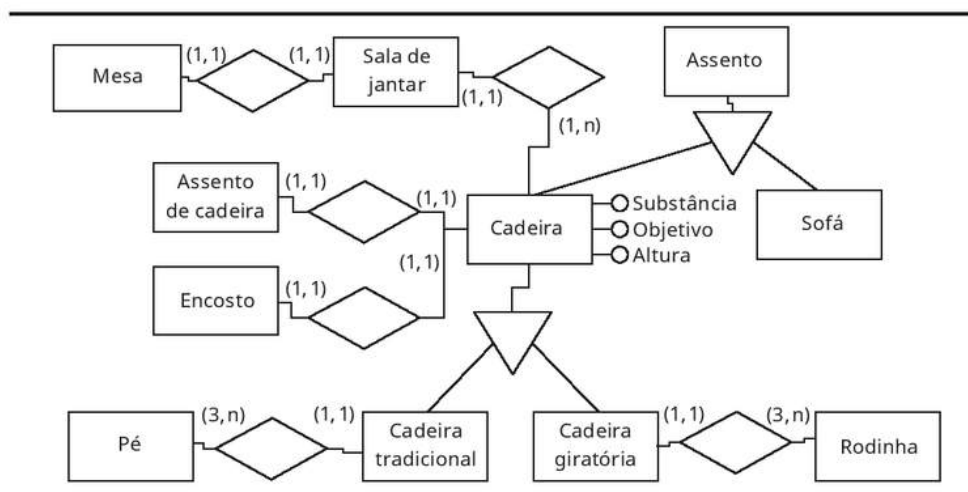 Mesa
(1,1)
(1,1)
Sala de
jantar
(1,1)
(1,n)
Assento
Sofá
Assento
de cadeira
(1,1)
(1,1)
Cadeira
Substância
Objetivo
Altura
Encosto
(1,1)
(1,1)
Pé
(3,n)
(1,1)
Cadeira
tradicional
Cadeira
giratória
(1,1)
(3,n)
Rodinha